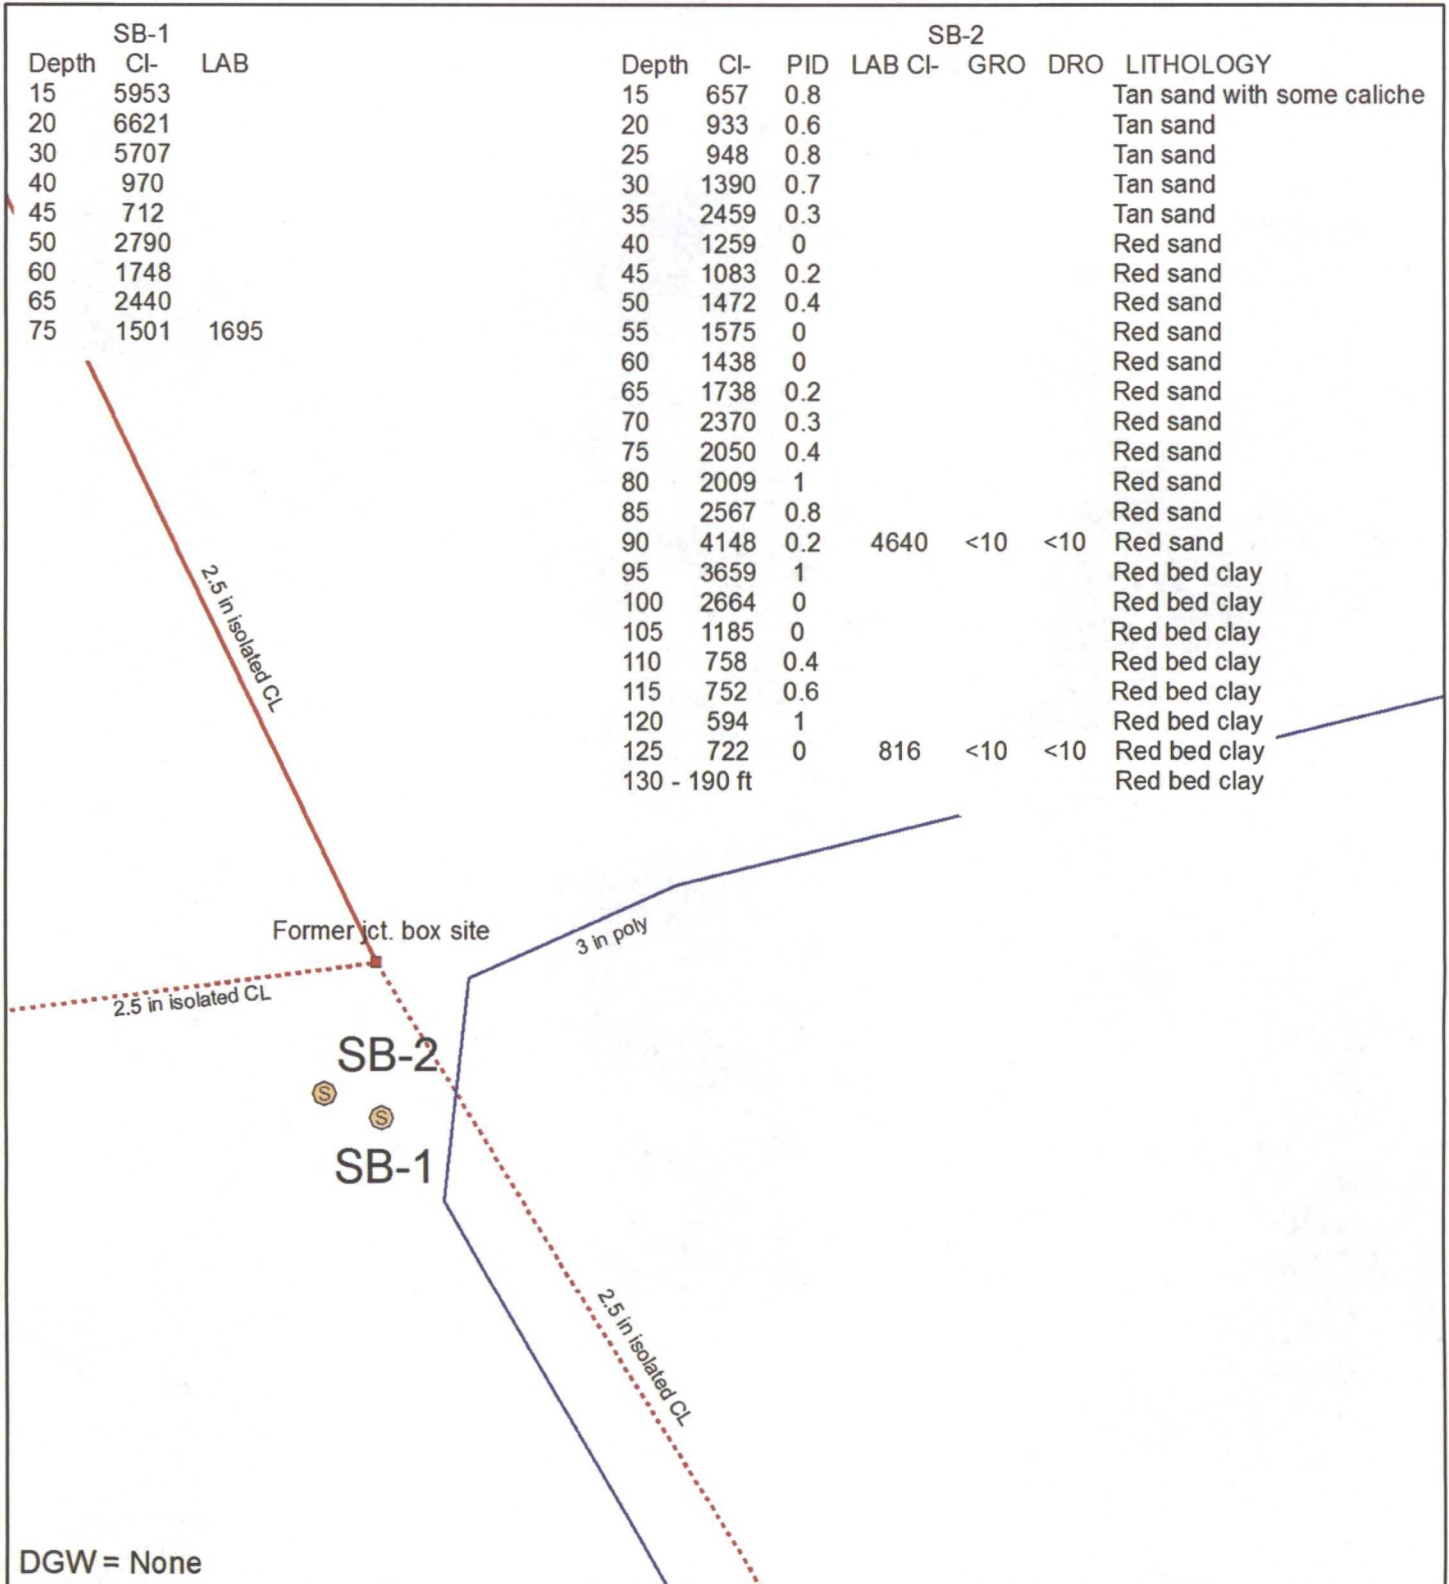 SB-1
Depth Cl- LAB
15 5953
20 6621
30 5707
40 970
45 712
50 2790
60 1748
65 2440
75 1501 1695
SB-2
Depth Cl- PID LAB Cl- GRO DRO LITHOLOGY
15 657 0.8 Tan sand with some caliche
20 933 0.6 Tan sand
25 948 0.8 Tan sand
30 1390 0.7 Tan sand
35 2459 0.3 Tan sand
40 1259 0 Red sand
45 1083 0.2 Red sand
50 1472 0.4 Red sand
55 1575 0 Red sand
60 1438 0 Red sand
65 1738 0.2 Red sand
70 2370 0.3 Red sand
75 2050 0.4 Red sand
80 2009 1 Red sand
85 2567 0.8 Red sand
90 4148 0.2 4640 <10 <10 Red sand
95 3659 1 Red bed clay
100 2664 0 Red bed clay
105 1185 0 Red bed clay
110 758 0.4 Red bed clay
115 752 0.6 Red bed clay
120 594 1 Red bed clay
125 722 0 816 <10 <10 Red bed clay
130 - 190 ft Red bed clay
2.5 in isolated CL
Former jct. box site
3 in poly
2.5 in isolated CL
SB-2
S
S
SB-1
2.5 in isolated CL
DGW = None